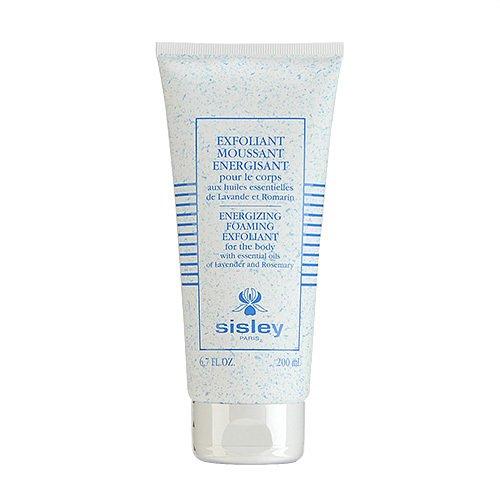 EXFOLIANT
MOUSSANT
ENERGISANT
pour le corps
aux huiles essentielles
de Lavande et Romarin
ENERGIZING
FOAMING
EXFOLIANT
for the body
with essential oils
of Lavender and Rosemary
sisley
PARIS
6.7 FL.OZ. 200 ml